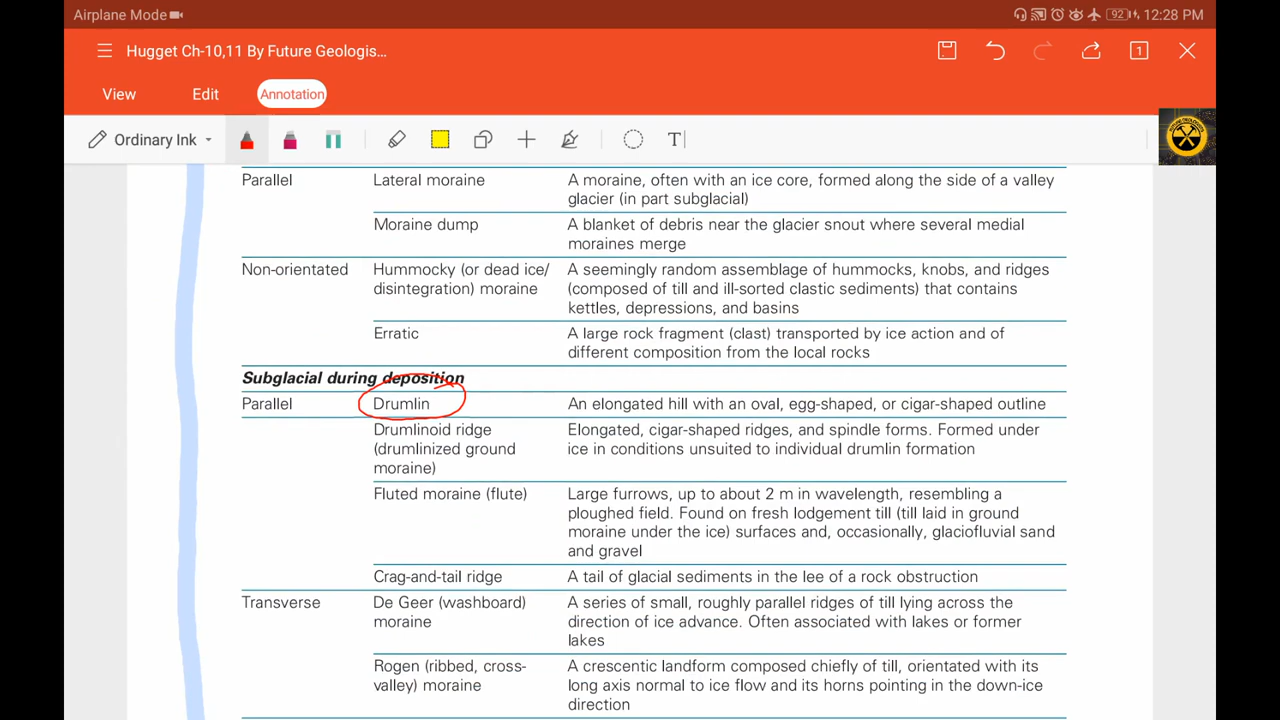 Airplane Mode
92 12:28 PM
Hugget Ch-10,11 By Future Geologis...
1
View Edit Annotation
Ordinary Ink T
Parallel Lateral moraine A moraine, often with an ice core, formed along the side of a valley
glacier (in part subglacial)
Moraine dump A blanket of debris near the glacier snout where several medial
moraines merge
Non-orientated Hummocky (or dead ice/ A seemingly random assemblage of hummocks, knobs, and ridges
disintegration) moraine (composed of till and ill-sorted clastic sediments) that contains
kettles, depressions, and basins
Erratic A large rock fragment (clast) transported by ice action and of
different composition from the local rocks
Subglacial during deposition
Parallel Drumlin An elongated hill with an oval, egg-shaped, or cigar-shaped outline
Drumlinoid ridge Elongated, cigar-shaped ridges, and spindle forms. Formed under
(drumlinized ground ice in conditions unsuited to individual drumlin formation
moraine)
Fluted moraine (flute) Large furrows, up to about 2 m in wavelength, resembling a
ploughed field. Found on fresh lodgement till (till laid in ground
moraine under the ice) surfaces and, occasionally, glaciofluvial sand
and gravel
Crag-and-tail ridge A tail of glacial sediments in the lee of a rock obstruction
Transverse De Geer (washboard) A series of small, roughly parallel ridges of till lying across the
moraine direction of ice advance. Often associated with lakes or former
lakes
Rogen (ribbed, cross- A crescentic landform composed chiefly of till, orientated with its
valley) moraine long axis normal to ice flow and its horns pointing in the down-ice
direction